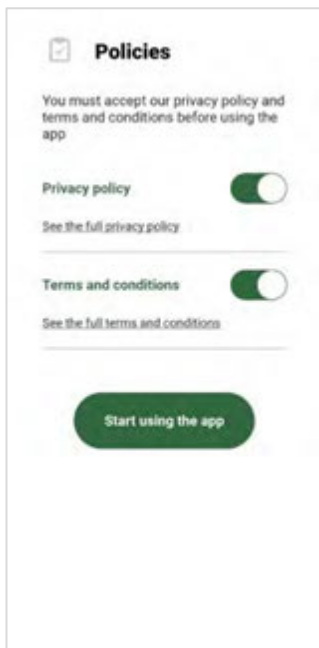 Policies
You must accept our privacy policy and
terms and conditions before using the
app
Privacy policy
See the full privacy policy
Terms and conditions
See the full terms and conditions
Start using the app